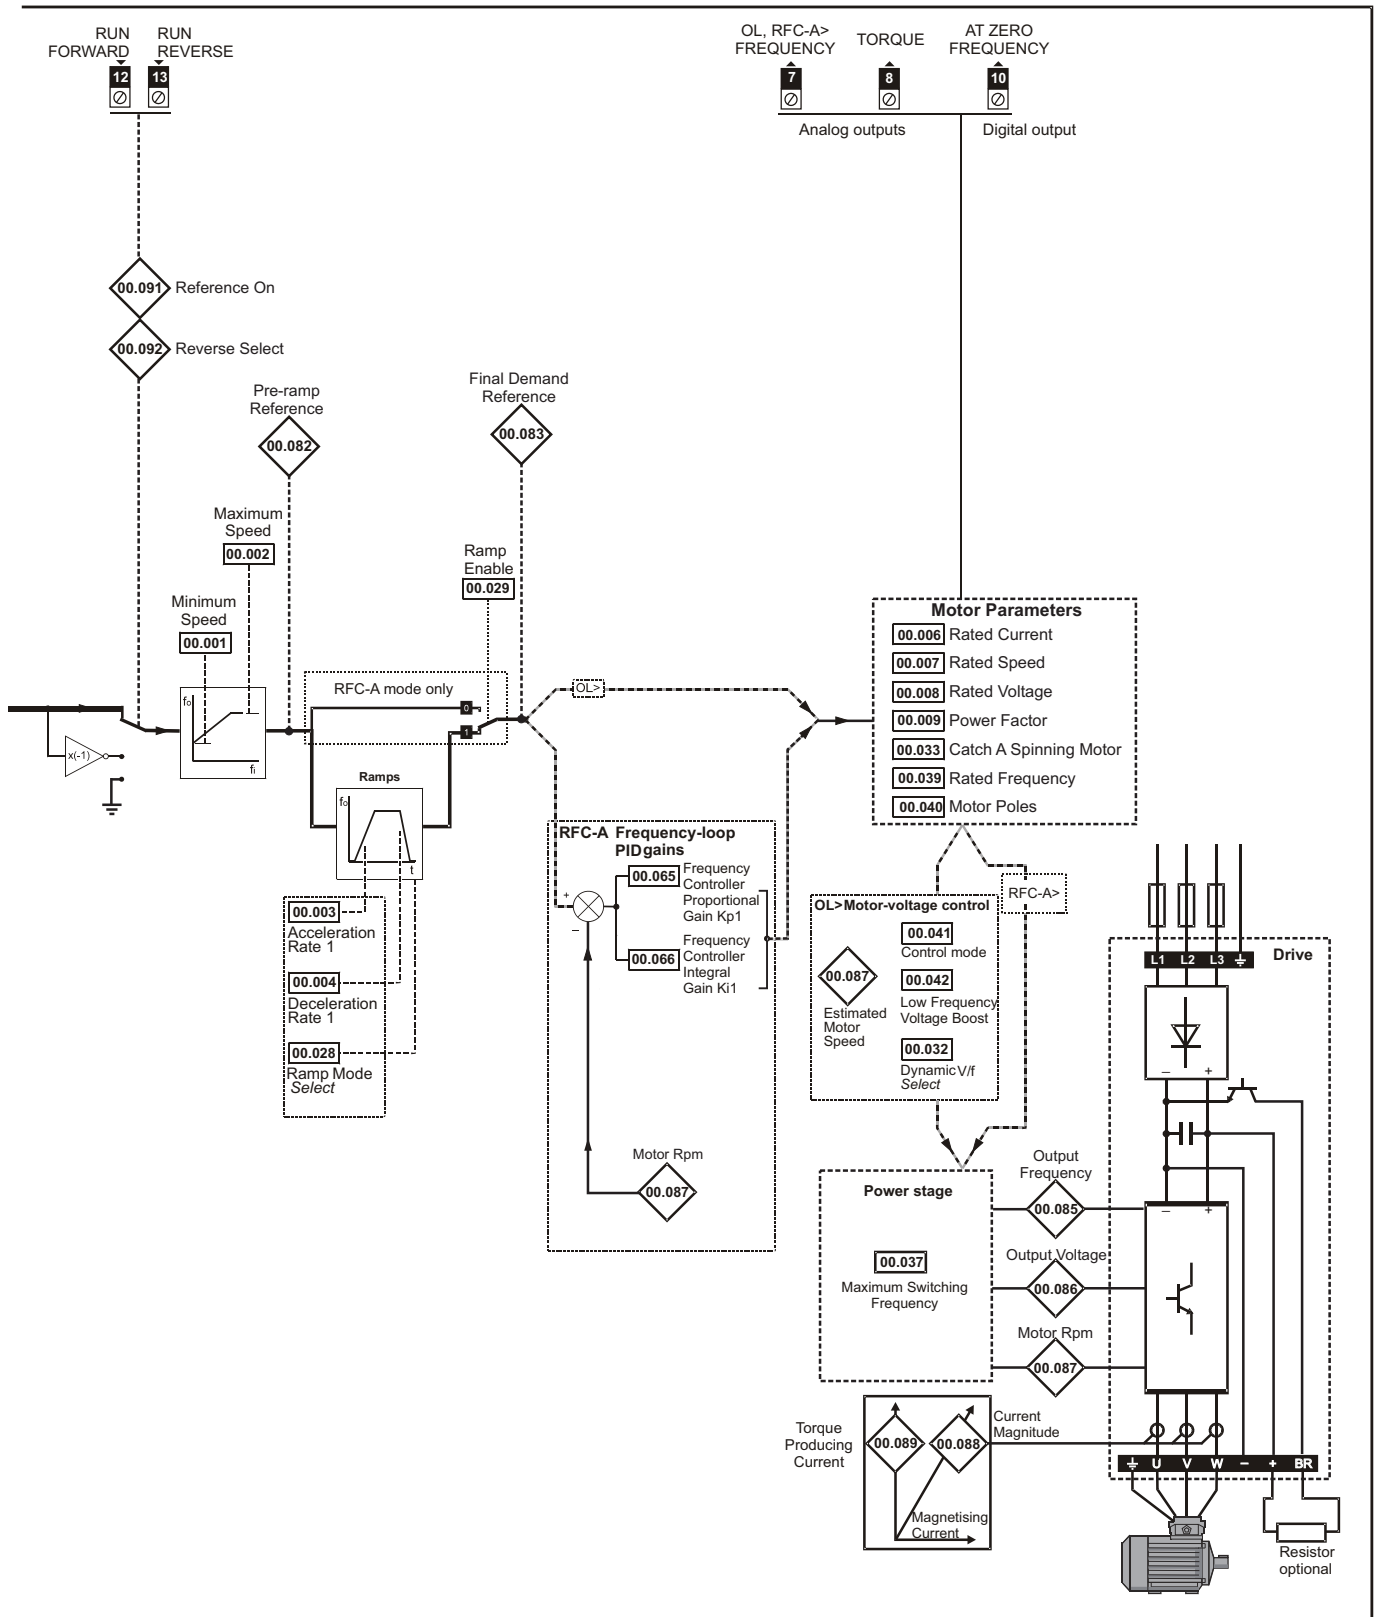 RUN
FORWARD
RUN
REVERSE
12
13
OL, RFC-A>
FREQUENCY
TORQUE
AT ZERO
FREQUENCY
7
8
10
Analog outputs
Digital output
00.091
Reference On
00.092
Reverse Select
Pre-ramp
Reference
00.082
Final Demand
Reference
00.083
Maximum
Speed
00.002
Minimum
Speed
00.001
Ramp
Enable
00.029
RFC-A mode only
0
1
OL>
fo
fi
x(-1)
Ramps
fo
t
00.003
Acceleration
Rate 1
00.004
Deceleration
Rate 1
00.028
Ramp Mode
Select
RFC-A Frequency-loop
PID gains
+
–
00.065
Frequency
Controller
Proportional
Gain Kp1
00.066
Frequency
Controller
Integral
Gain Ki1
Motor Rpm
00.087
Motor Parameters
00.006 Rated Current
00.007 Rated Speed
00.008 Rated Voltage
00.009 Power Factor
00.033 Catch A Spinning Motor
00.039 Rated Frequency
00.040 Motor Poles
RFC-A>
OL>Motor-voltage control
00.041
Control mode
00.087
Estimated
Motor
Speed
00.042
Low Frequency
Voltage Boost
00.032
Dynamic V/f
Select
Power stage
00.037
Maximum Switching
Frequency
Output
Frequency
00.085
Output Voltage
00.086
Motor Rpm
00.087
Drive
L1 L2 L3
– +
– +
Torque
Producing
Current
00.089
00.088
Current
Magnitude
Magnetising
Current
U V W – + BR
Resistor
optional